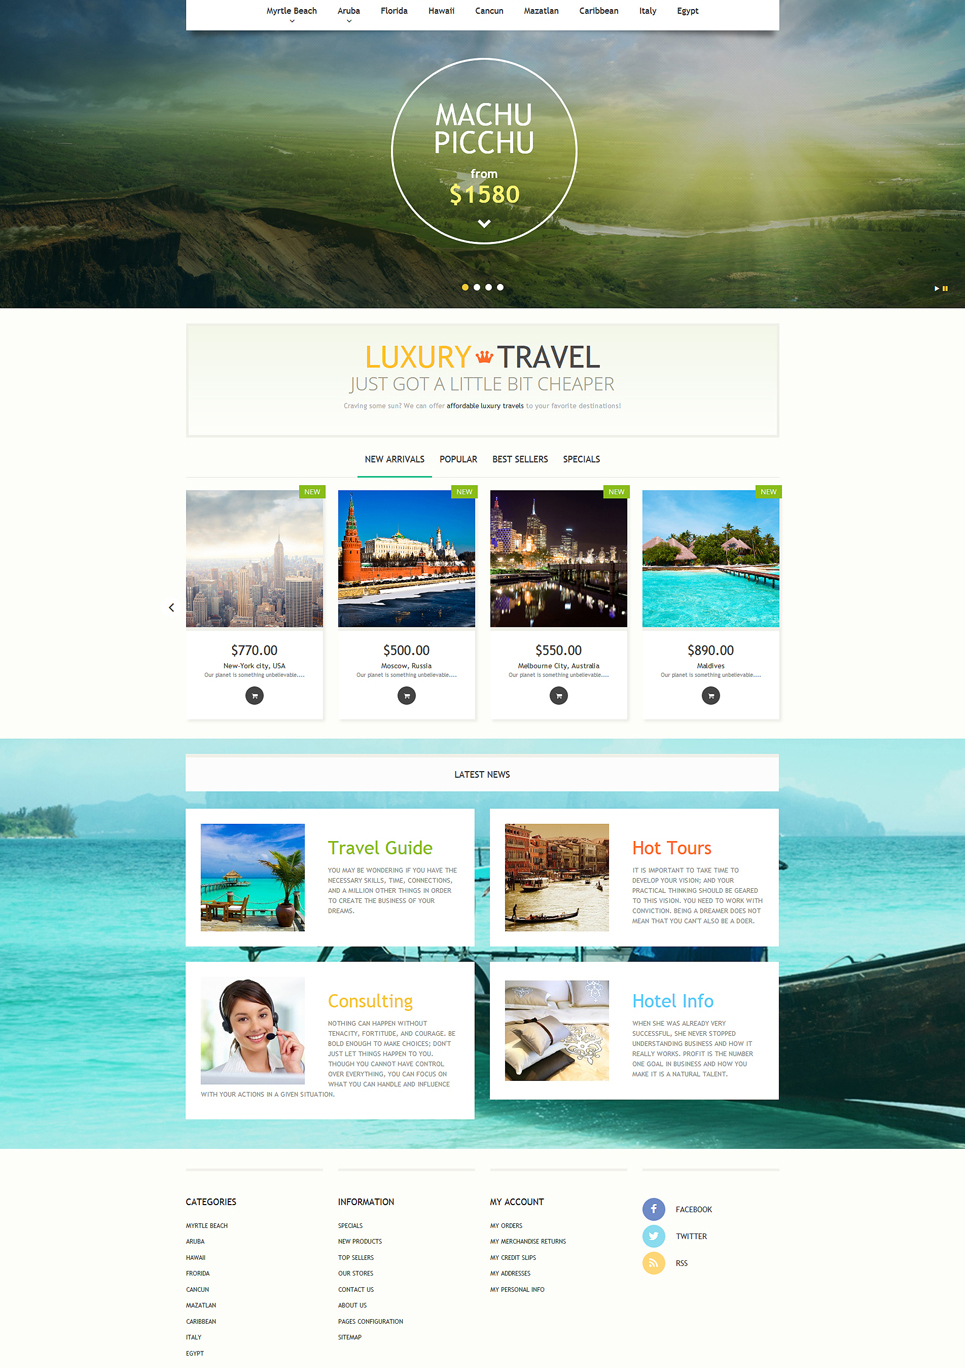 Myrtle Beach Aruba Florida Hawaii Cancun Mazatlan Caribbean Italy Egypt
MACHU
PICCHU
from
$1580
LUXURY TRAVEL
JUST GOT A LITTLE BIT CHEAPER
Craving some sun? We can offer affordable luxury travels to your favorite destinations!
NEW ARRIVALS POPULAR BEST SELLERS SPECIALS
NEW
$770.00
New-York city, USA
Our planet is something unbelievable....
NEW
$500.00
Moscow, Russia
Our planet is something unbelievable....
NEW
$550.00
Melbourne City, Australia
Our planet is something unbelievable....
NEW
$890.00
Maldives
Our planet is something unbelievable....
LATEST NEWS
Travel Guide
YOU MAY BE WONDERING IF YOU HAVE THE
NECESSARY SKILLS, TIME, CONNECTIONS,
AND A MILLION OTHER THINGS IN ORDER
TO CREATE THE BUSINESS OF YOUR
DREAMS.
Hot Tours
IT IS IMPORTANT TO TAKE TIME TO
DEVELOP YOUR VISION; AND YOUR
PRACTICAL THINKING SHOULD BE GEARED
TO THIS VISION. YOU NEED TO WORK WITH
CONVICTION. BEING A DREAMER DOES NOT
MEAN THAT YOU CAN'T ALSO BE A DOER.
Consulting
NOTHING CAN HAPPEN WITHOUT
TENACITY, FORTITUDE, AND COURAGE. BE
BOLD ENOUGH TO MAKE CHOICES; DON'T
JUST LET THINGS HAPPEN TO YOU.
THOUGH YOU CANNOT HAVE CONTROL
OVER EVERYTHING, YOU CAN FOCUS ON
WHAT YOU CAN HANDLE AND INFLUENCE
WITH YOUR ACTIONS IN A GIVEN SITUATION.
Hotel Info
WHEN SHE WAS ALREADY VERY
SUCCESSFUL, SHE NEVER STOPPED
UNDERSTANDING BUSINESS AND HOW IT
REALLY WORKS. PROFIT IS THE NUMBER
ONE GOAL IN BUSINESS AND HOW YOU
MAKE IT IS A NATURAL TALENT.
CATEGORIES
MYRTLE BEACH
ARUBA
HAWAII
FRORIDA
CANCUN
MAZATLAN
CARIBBEAN
ITALY
EGYPT
INFORMATION
SPECIALS
NEW PRODUCTS
TOP SELLERS
OUR STORES
CONTACT US
ABOUT US
PAGES CONFIGURATION
SITEMAP
MY ACCOUNT
MY ORDERS
MY MERCHANDISE RETURNS
MY CREDIT SLIPS
MY ADDRESSES
MY PERSONAL INFO
FACEBOOK
TWITTER
RSS